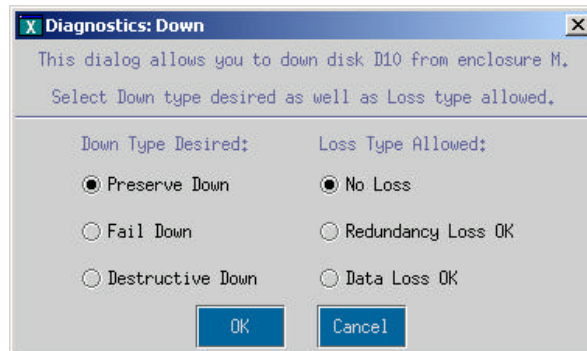 X Diagnostics: Down
This dialog allows you to down disk D10 from enclosure M.
Select Down type desired as well as Loss type allowed.
Down Type Desired: Loss Type Allowed:
Preserve Down No Loss
Fail Down Redundancy Loss OK
Destructive Down Data Loss OK
OK Cancel